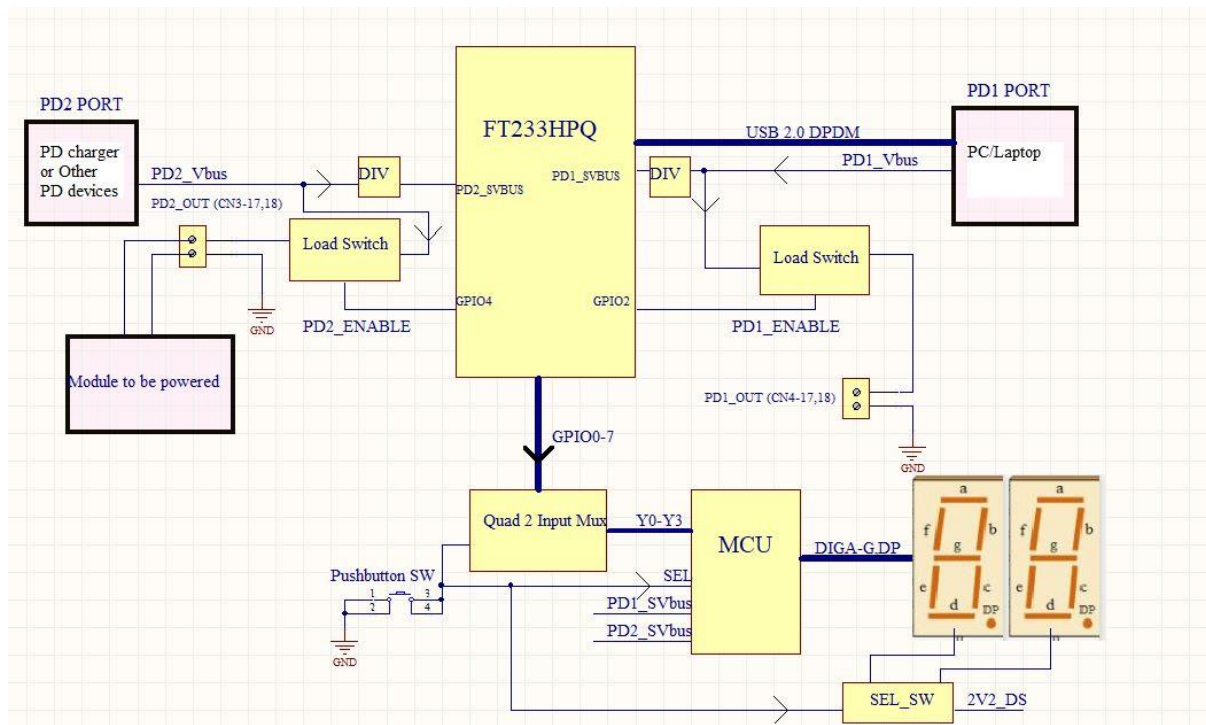 PD2 PORT
PD charger
or Other
PD devices
PD2_Vbus
DIV
PD2_SVBUS
PD2_OUT (CN3-17,18)
Load Switch
GND
PD2_ENABLE
GPIO4
Module to be powered
FT233HPQ
PD1 PORT
USB 2.0 DPDM
PC/Laptop
PD1_SVBUS
DIV
PD1_Vbus
Load Switch
GPIO2
PD1_ENABLE
PD1_OUT (CN4-17,18)
GND
GPIO0-7
Quad 2 Input Mux
Y0-Y3
MCU
DIGA-G.DP
Pushbutton SW
1
2
3
4
GND
SEL
PD1_SVbus
PD2_SVbus
a
f
b
g
e
c
d
DP
a
f
b
g
e
c
d
DP
SEL_SW
2V2_DS